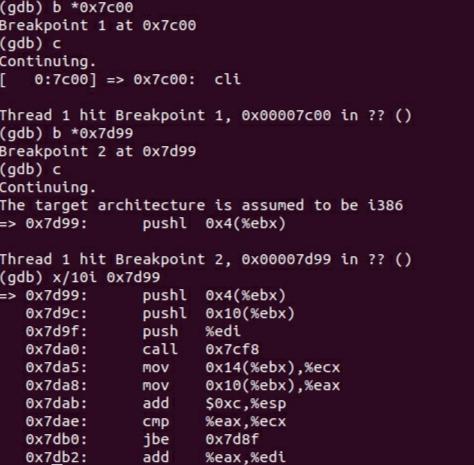 (gdb) b *0x7c00
Breakpoint 1 at 0x7c00
(gdb) c
Continuing.
[   0:7c00] => 0x7c00:  cli

Thread 1 hit Breakpoint 1, 0x00007c00 in ?? ()
(gdb) b *0x7d99
Breakpoint 2 at 0x7d99
(gdb) c
Continuing.
The target architecture is assumed to be i386
=> 0x7d99:      pushl  0x4(%ebx)

Thread 1 hit Breakpoint 2, 0x00007d99 in ?? ()
(gdb) x/10i 0x7d99
=> 0x7d99:      pushl  0x4(%ebx)
   0x7d9c:      pushl  0x10(%ebx)
   0x7d9f:      push   %edi
   0x7da0:      call   0x7cf8
   0x7da5:      mov    0x14(%ebx),%ecx
   0x7da8:      mov    0x10(%ebx),%eax
   0x7dab:      add    $0xc,%esp
   0x7dae:      cmp    %eax,%ecx
   0x7db0:      jbe    0x7d8f
   0x7db2:      add    %eax,%edi